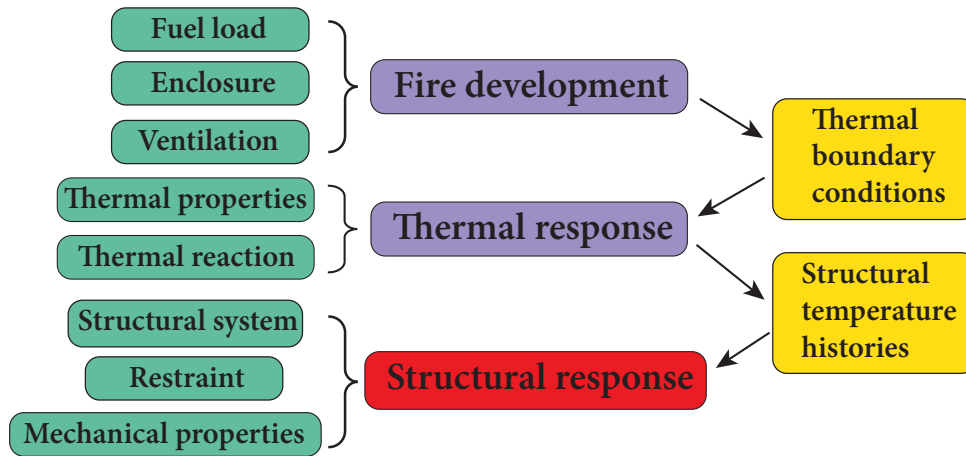 Fuel load
Enclosure
Ventilation
Fire development
Thermal
boundary
conditions
Thermal properties
Thermal reaction
Thermal response
Structural
temperature
histories
Structural system
Restraint
Mechanical properties
Structural response